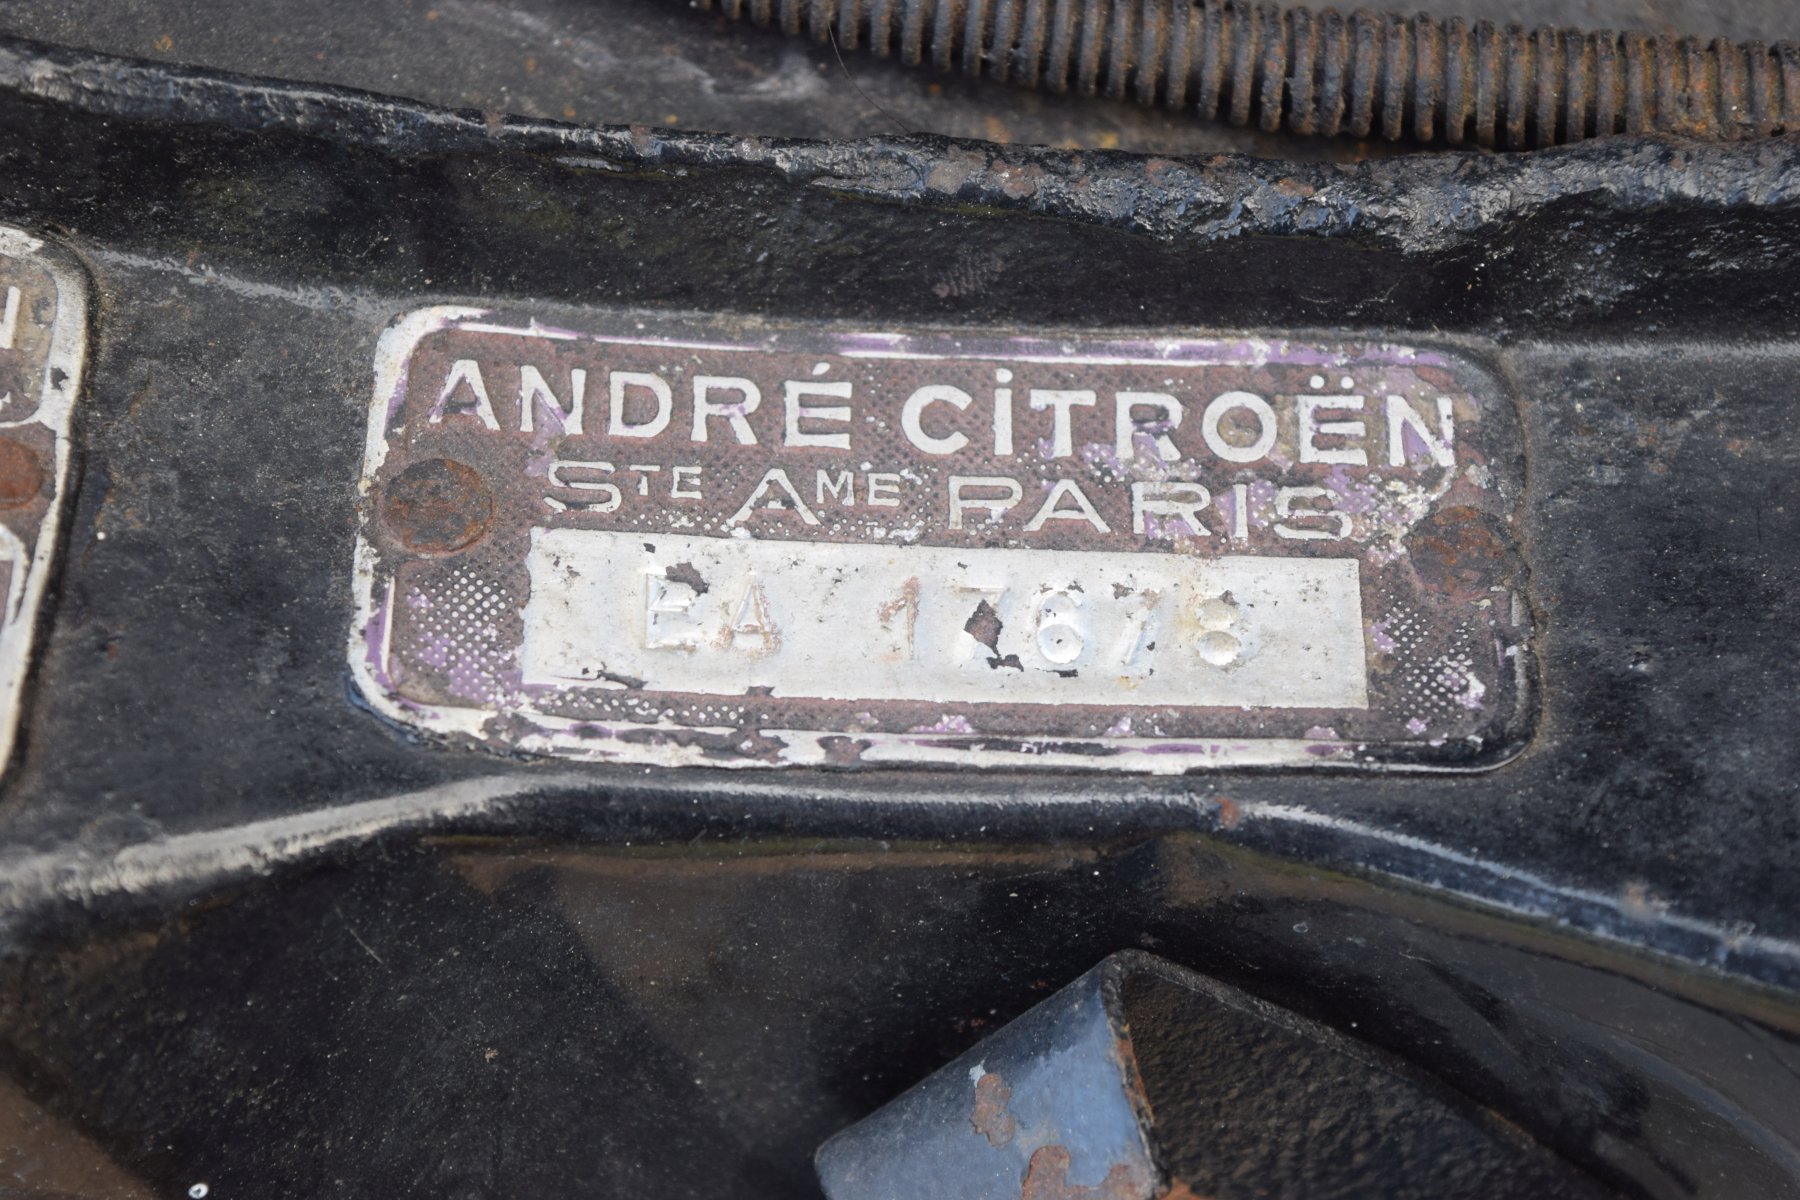 ANDRÉ CITROËN
STE AME PARIS
EA 17678